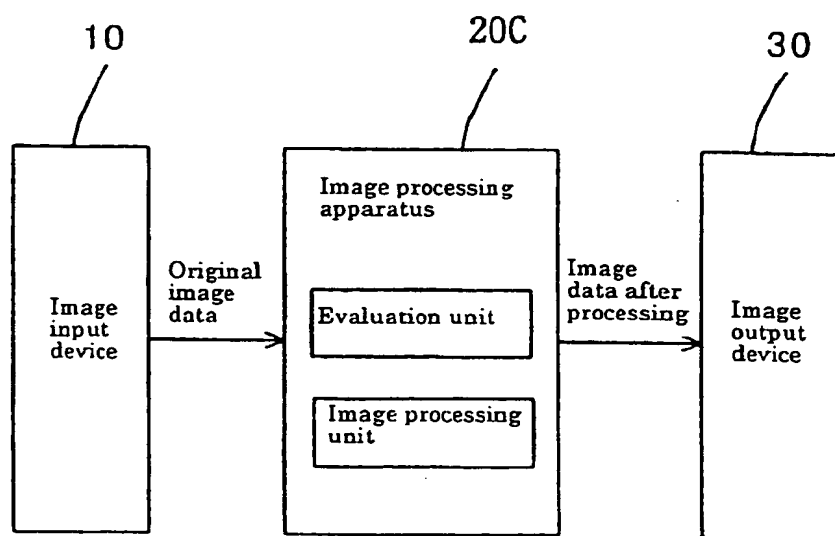 10
20C
30
Image processing
apparatus
Original
image
data
Image
input
device
Evaluation unit
Image processing
unit
Image
data after
processing
Image
output
device